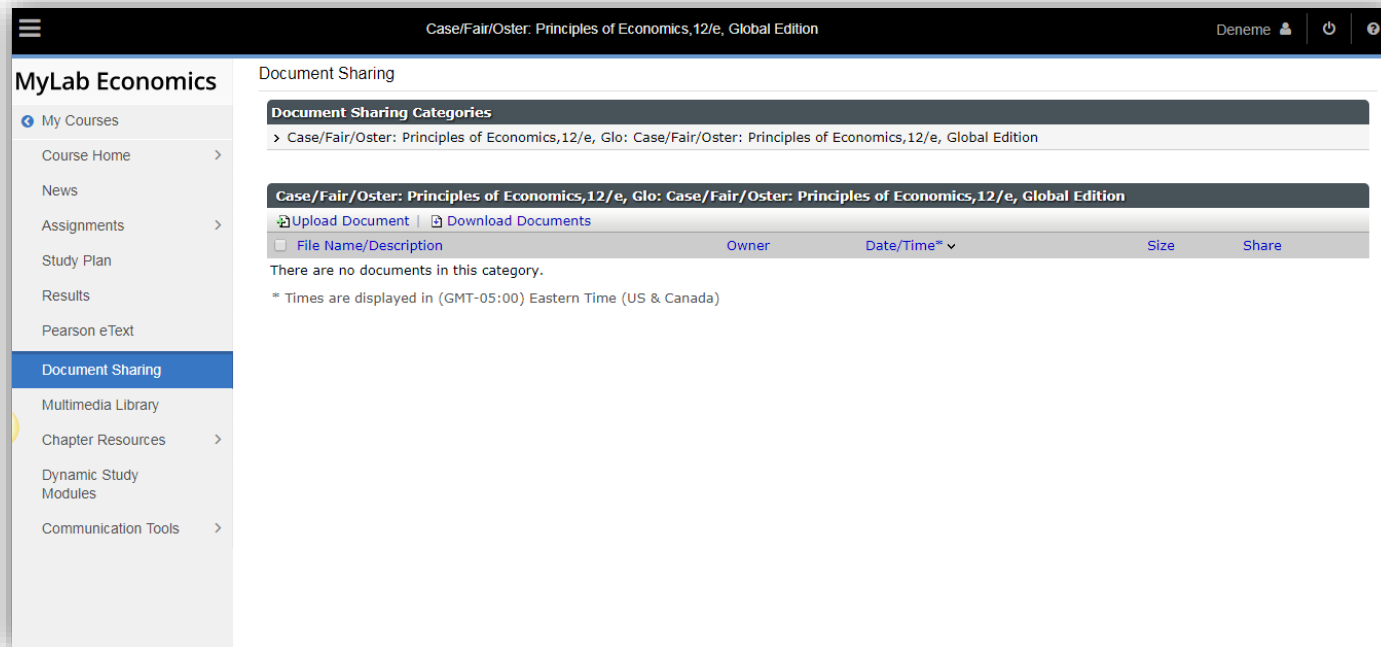 Case/Fair/Oster: Principles of Economics,12/e, Global Edition
Deneme
MyLab Economics
My Courses
Course Home
News
Assignments
Study Plan
Results
Pearson eText
Document Sharing
Multimedia Library
Chapter Resources
Dynamic Study
Modules
Communication Tools
Document Sharing
Document Sharing Categories
> Case/Fair/Oster: Principles of Economics,12/e, Glo: Case/Fair/Oster: Principles of Economics,12/e, Global Edition
Case/Fair/Oster: Principles of Economics,12/e, Glo: Case/Fair/Oster: Principles of Economics,12/e, Global Edition
Upload Document | Download Documents
File Name/Description Owner Date/Time* Size Share
There are no documents in this category.
* Times are displayed in (GMT-05:00) Eastern Time (US & Canada)